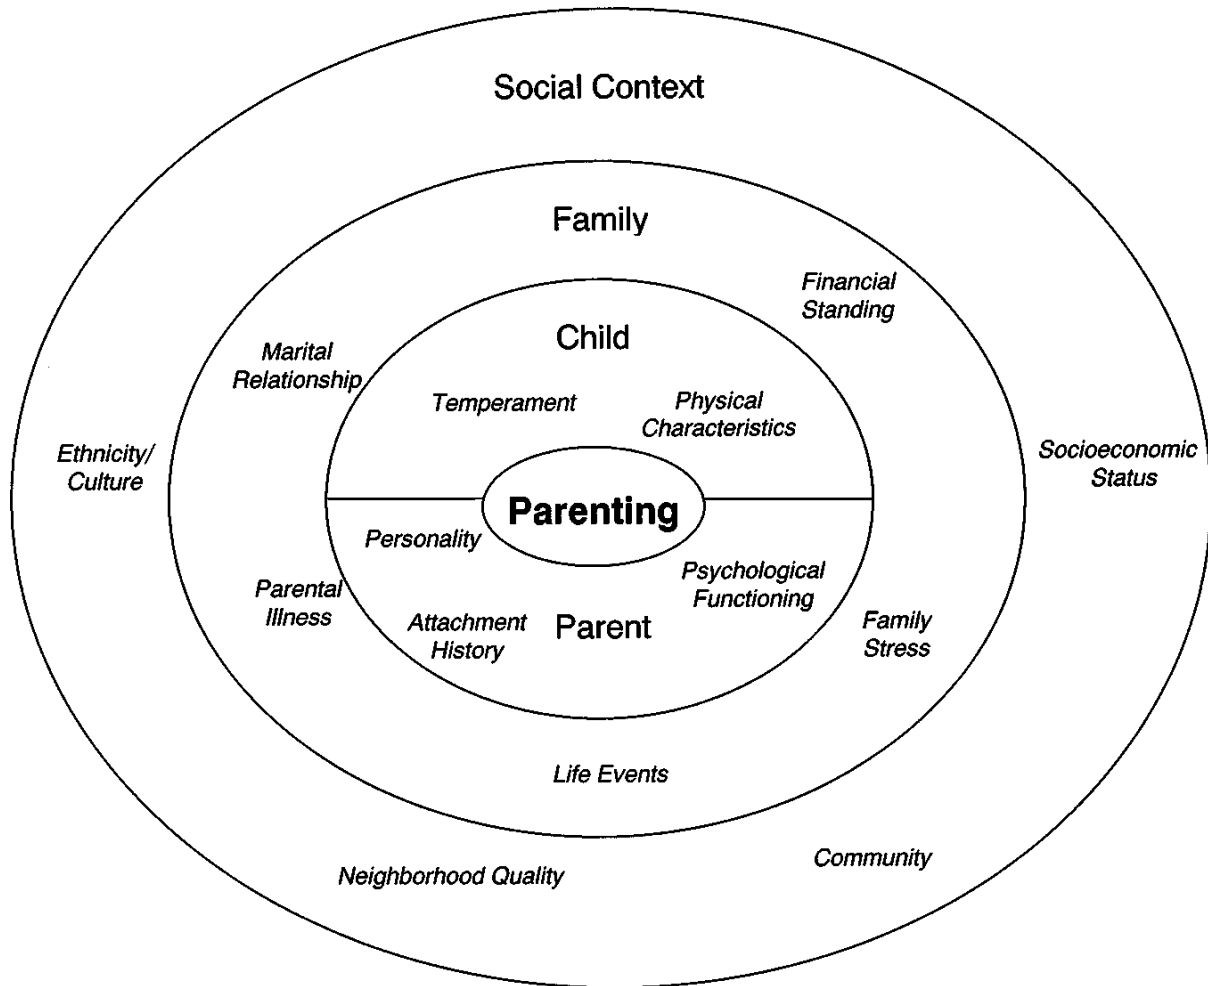 Social Context
Family
Financial
Standing
Child
Marital
Relationship
Temperament
Physical
Characteristics
Ethnicity/
Culture
Socioeconomic
Status
Parenting
Personality
Psychological
Functioning
Parental
Illness
Attachment
History
Parent
Family
Stress
Life Events
Neighborhood Quality
Community